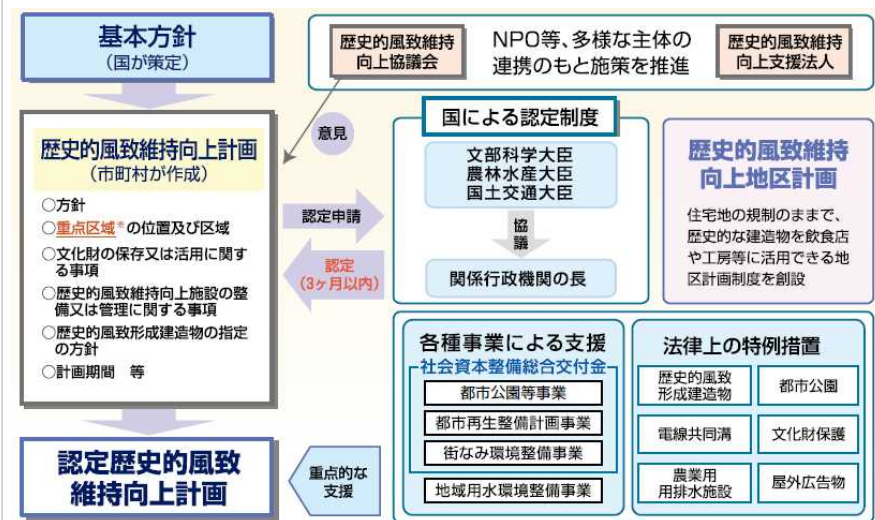 基本方針
(国が策定)
歴史的風致維持
向上協議会
NPO等、多様な主体の
連携のもと施策を推進
歴史的風致維持
向上支援法人
歴史的風致維持向上計画
(市町村が作成)
○方針
○重点区域※の位置及び区域
○文化財の保存又は活用に関す
る事項
○歴史的風致維持向上施設の整
備又は管理に関する事項
○歴史的風致形成建造物の指定
の方針
○計画期間 等
意見
認定申請
認定
(3ヶ月以内)
国による認定制度
文部科学大臣
農林水産大臣
国土交通大臣
協
議
関係行政機関の長
歴史的風致維持
向上地区計画
住宅地の規制のままで、
歴史的な建造物を飲食店
や工房等に活用できる地
区計画制度を創設
認定歴史的風致
維持向上計画
重点的な
支援
各種事業による支援
社会資本整備総合交付金
都市公園等事業
都市再生整備計画事業
街なみ環境整備事業
地域用水環境整備事業
法律上の特例措置
歴史的風致
形成建造物
都市公園
電線共同溝
文化財保護
農業用
用排水施設
屋外広告物